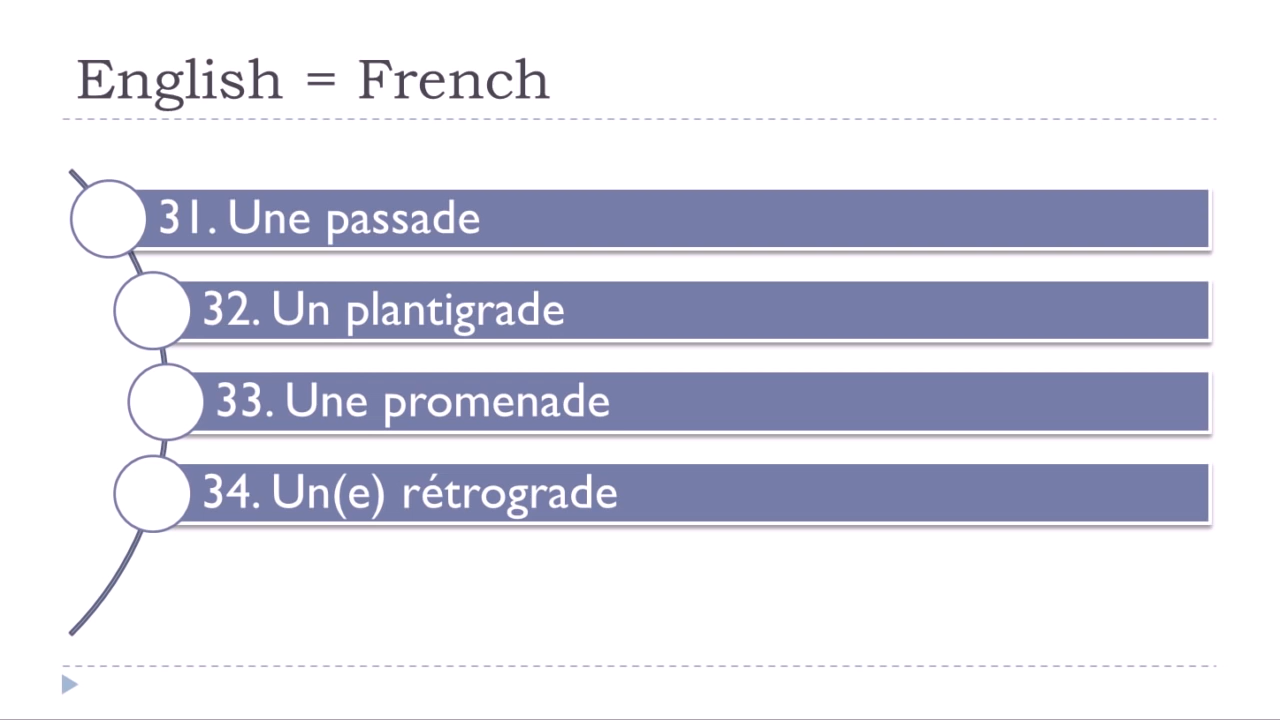 English = French
31. Une passade
32. Un plantigrade
33. Une promenade
34. Un(e) rétrograde